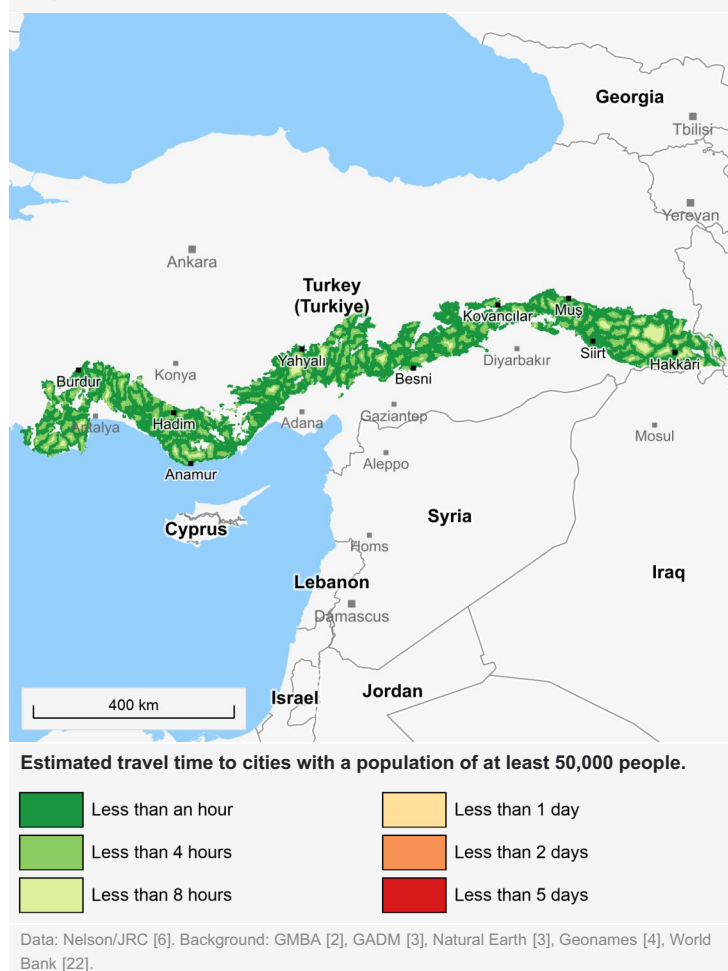 Georgia
Tbilisi
Yerevan
Ankara
Turkey
(Turkiye)
Kovancılar
Muş
Yahyalı
Diyarbakır
Siirt
Hakkâri
Burdur
Konya
Besni
Antalya
Hadim
Adana
Gaziantep
Mosul
Anamur
Aleppo
Cyprus
Syria
Homs
Iraq
Lebanon
Damascus
Israel
Jordan
400 km
Estimated travel time to cities with a population of at least 50,000 people.
Less than an hour
Less than 1 day
Less than 4 hours
Less than 2 days
Less than 8 hours
Less than 5 days
Data: Nelson/JRC [6]. Background: GMBA [2], GADM [3], Natural Earth [3], Geonames [4], World
Bank [22].